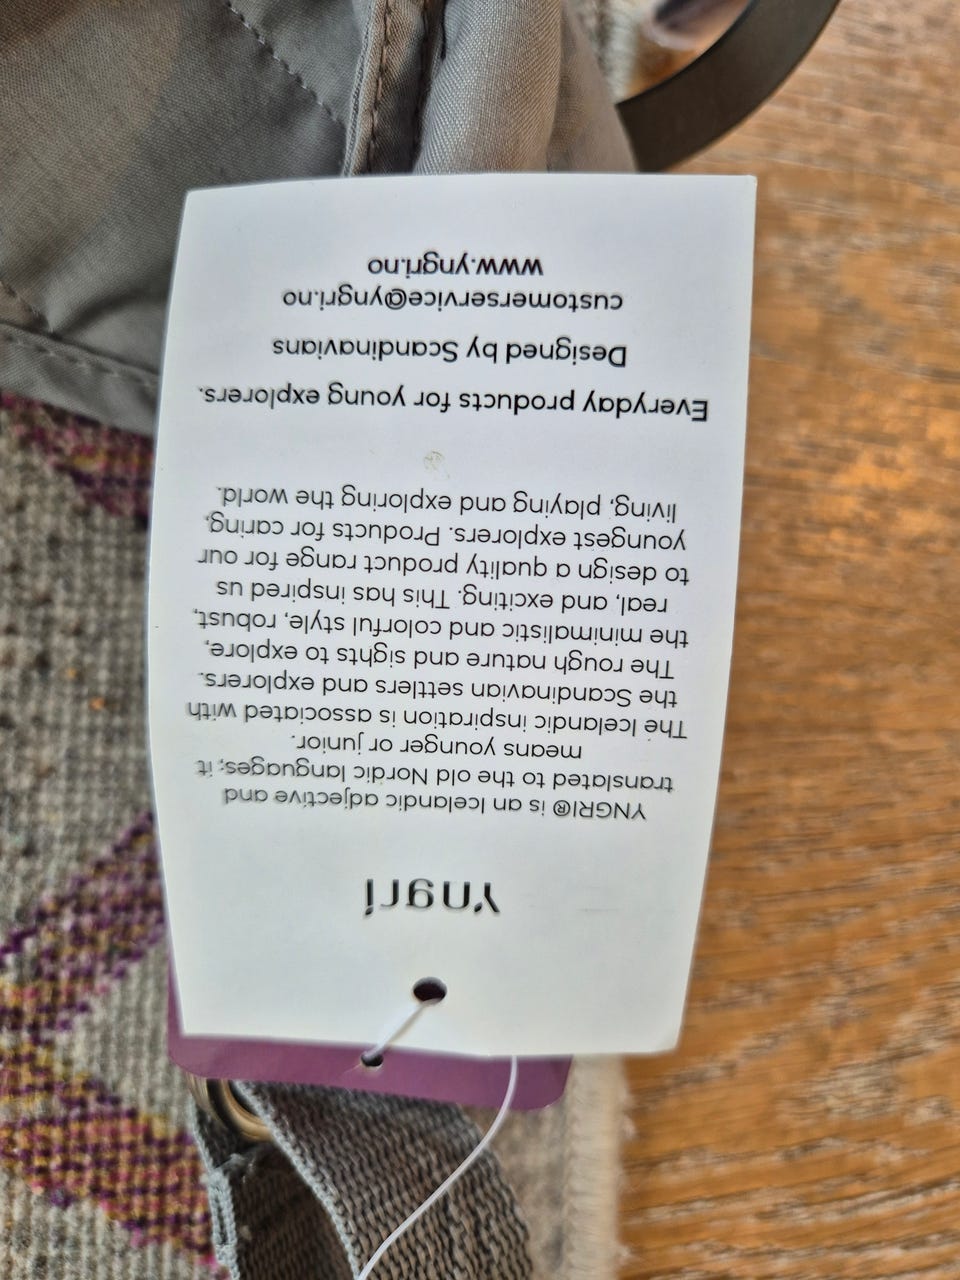 Yngri
YNGRI® is an Icelandic adjective and
translated to the old Nordic languages; it
means younger or junior.
The Icelandic inspiration is associated with
the Scandinavian settlers and explorers.
The rough nature and sights to explore,
the minimalistic and colorful style, robust,
real, and exciting. This has inspired us
to design a quality product range for our
youngest explorers. Products for caring,
living, playing and exploring the world.
Everyday products for young explorers.
Designed by Scandinavians
customerservice@yngri.no
www.yngri.no